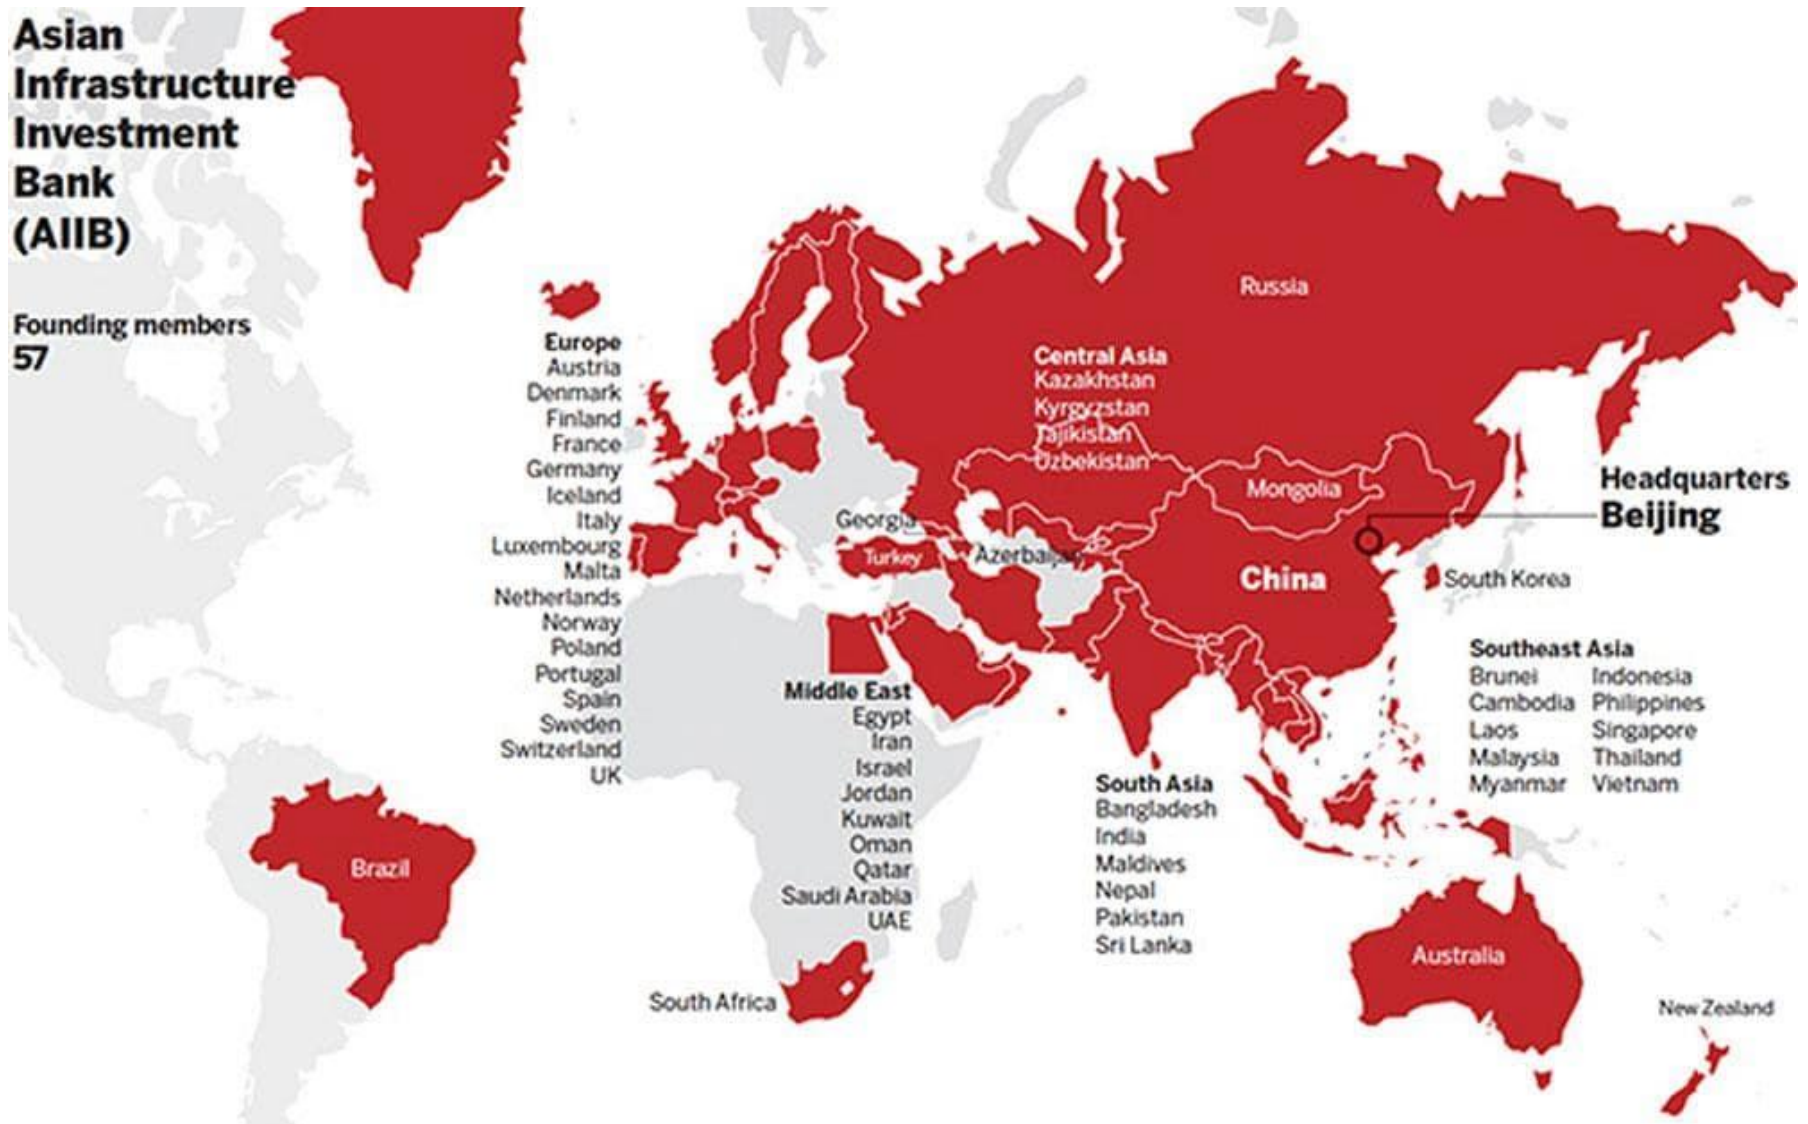 Asian
Infrastructure
Investment
Bank
(AIIB)
Founding members
57
Europe
Austria
Denmark
Finland
France
Germany
Iceland
Italy
Luxembourg
Malta
Netherlands
Norway
Poland
Portugal
Spain
Sweden
Switzerland
UK
Russia
Central Asia
Kazakhstan
Kyrgyzstan
Tajikistan
Uzbekistan
Mongolia
Headquarters
Beijing
Georgia
Turkey
Azerbaijan
China
South Korea
Middle East
Egypt
Iran
Israel
Jordan
Kuwait
Oman
Qatar
Saudi Arabia
UAE
South Asia
Bangladesh
India
Maldives
Nepal
Pakistan
Sri Lanka
Southeast Asia
Brunei Indonesia
Cambodia Philippines
Laos Singapore
Malaysia Thailand
Myanmar Vietnam
Brazil
South Africa
Australia
New Zealand